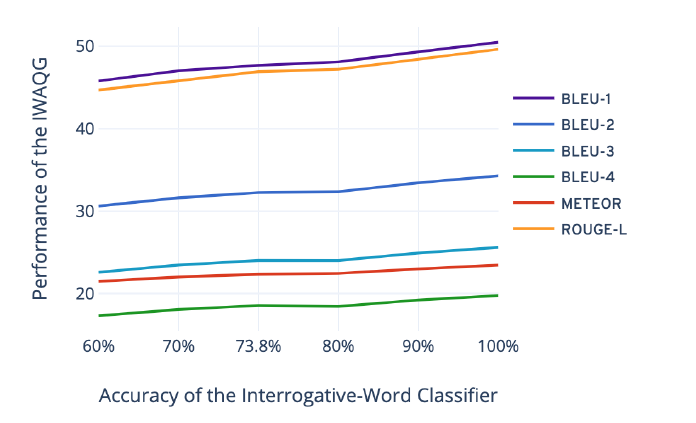 Performance of the IWAQG
50
40
30
20
60% 70% 73.8% 80% 90% 100%
Accuracy of the Interrogative-Word Classifier
BLEU-1
BLEU-2
BLEU-3
BLEU-4
METEOR
ROUGE-L